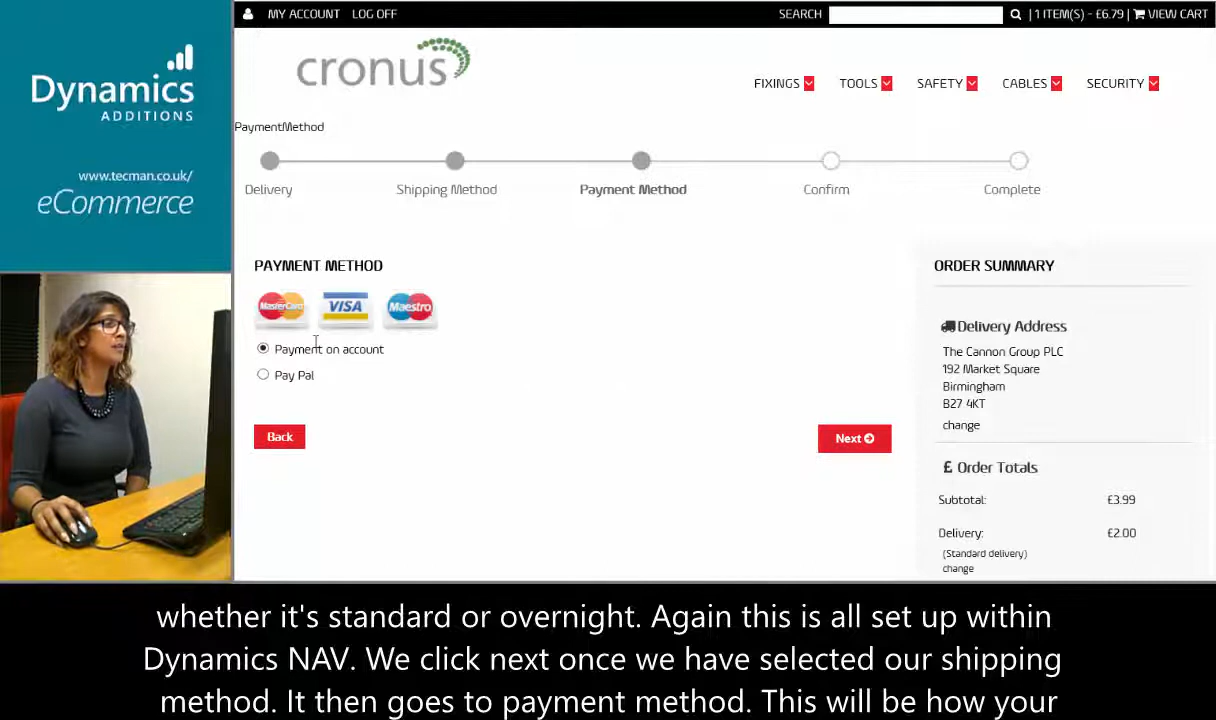 MY ACCOUNT LOG OFF SEARCH | 1 ITEM(S) - £6.79 | VIEW CART
Dynamics
ADDITIONS
www.tecman.co.uk/
eCommerce
cronus
FIXINGS TOOLS SAFETY CABLES SECURITY
PaymentMethod
Delivery Shipping Method Payment Method Confirm Complete
PAYMENT METHOD
MasterCard VISA Maestro
Payment on account
Pay Pal
Back
Next
ORDER SUMMARY
Delivery Address
The Cannon Group PLC
192 Market Square
Birmingham
B27 4KT
change
£ Order Totals
Subtotal: £3.99
Delivery: £2.00
(Standard delivery)
change
whether it's standard or overnight. Again this is all set up within
Dynamics NAV. We click next once we have selected our shipping
method. It then goes to payment method. This will be how your